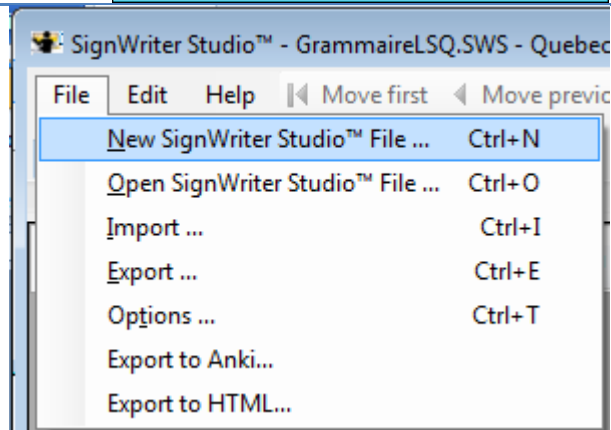 SignWriter Studio™ - GrammaireLSQ.SWS - Quebec
File Edit Help Move first Move previ
New SignWriter Studio™ File ... Ctrl+N
Open SignWriter Studio™ File ... Ctrl+O
Import ... Ctrl+I
Export ... Ctrl+E
Options ... Ctrl+T
Export to Anki...
Export to HTML...